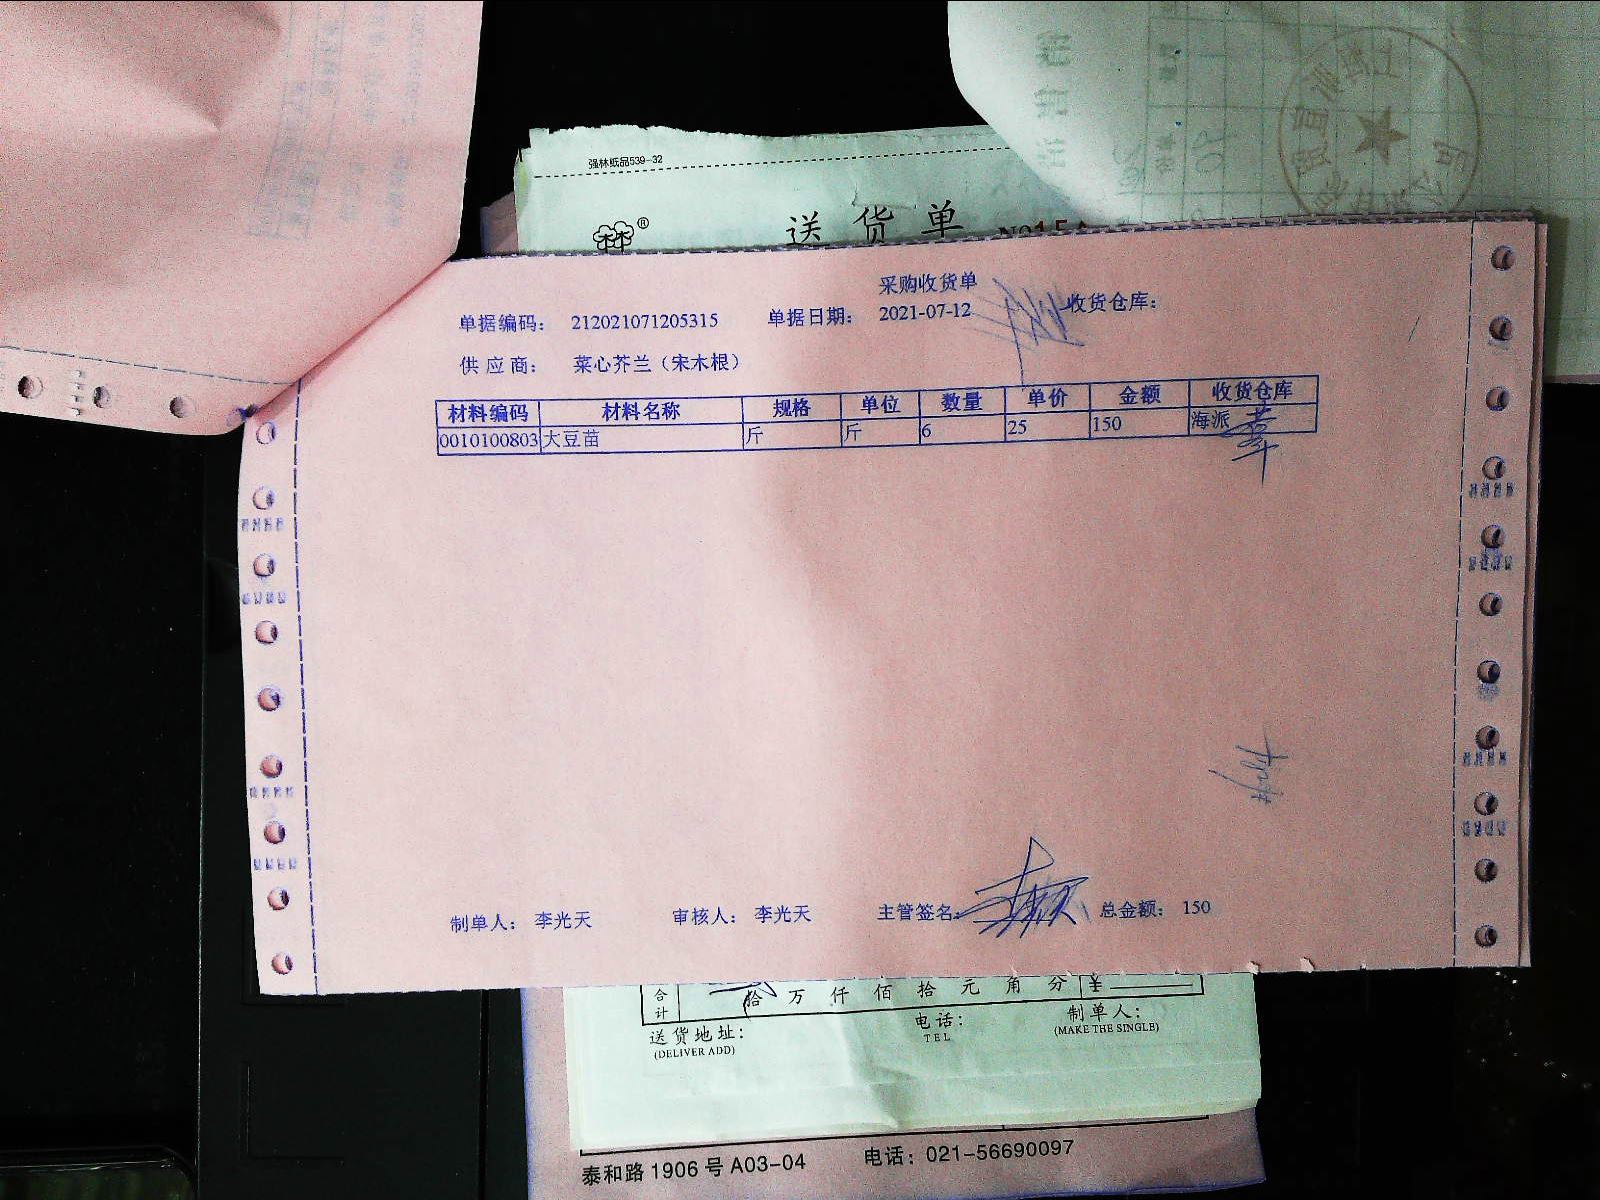 强林纸品539-32
林®
送货单
采购收货单
单据编码： 212021071205315 单据日期： 2021-07-12 收货仓库：
供应商： 菜心芥兰（宋木根）
材料编码 材料名称 规格 单位 数量 单价 金额 收货仓库
0010100803 大豆苗 斤 斤 6 25 150 海派
制单人： 李光天 审核人： 李光天 主管签名： 总金额： 150
合计 拾 万 仟 佰 拾 元 角 分 ¥
送货地址： 电话： 制单人：
(DELIVER ADD) TEL (MAKE THE SINGLE)
泰和路1906号A03-04 电话：021-56690097